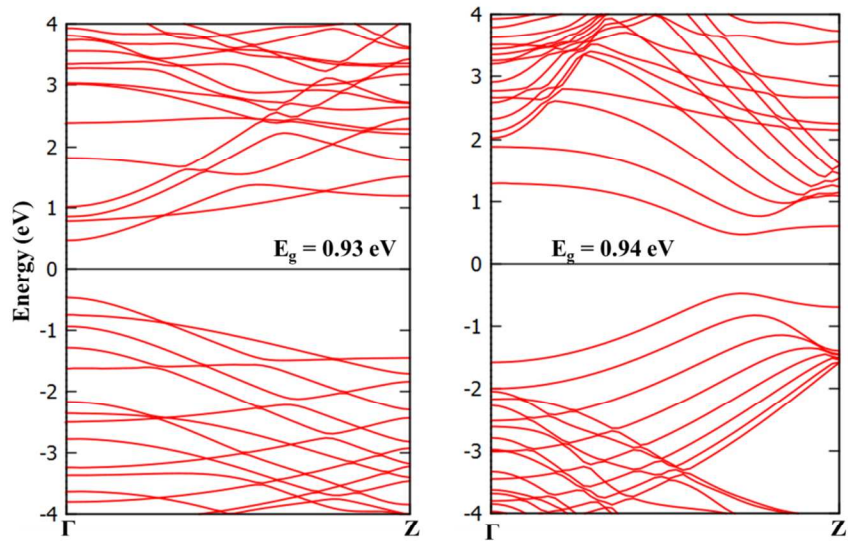 Energy (eV)
4
3
2
1
0
-1
-2
-3
-4
E_g = 0.93 eV
Γ
Z
4
3
2
1
0
-1
-2
-3
-4
E_g = 0.94 eV
Γ
Z